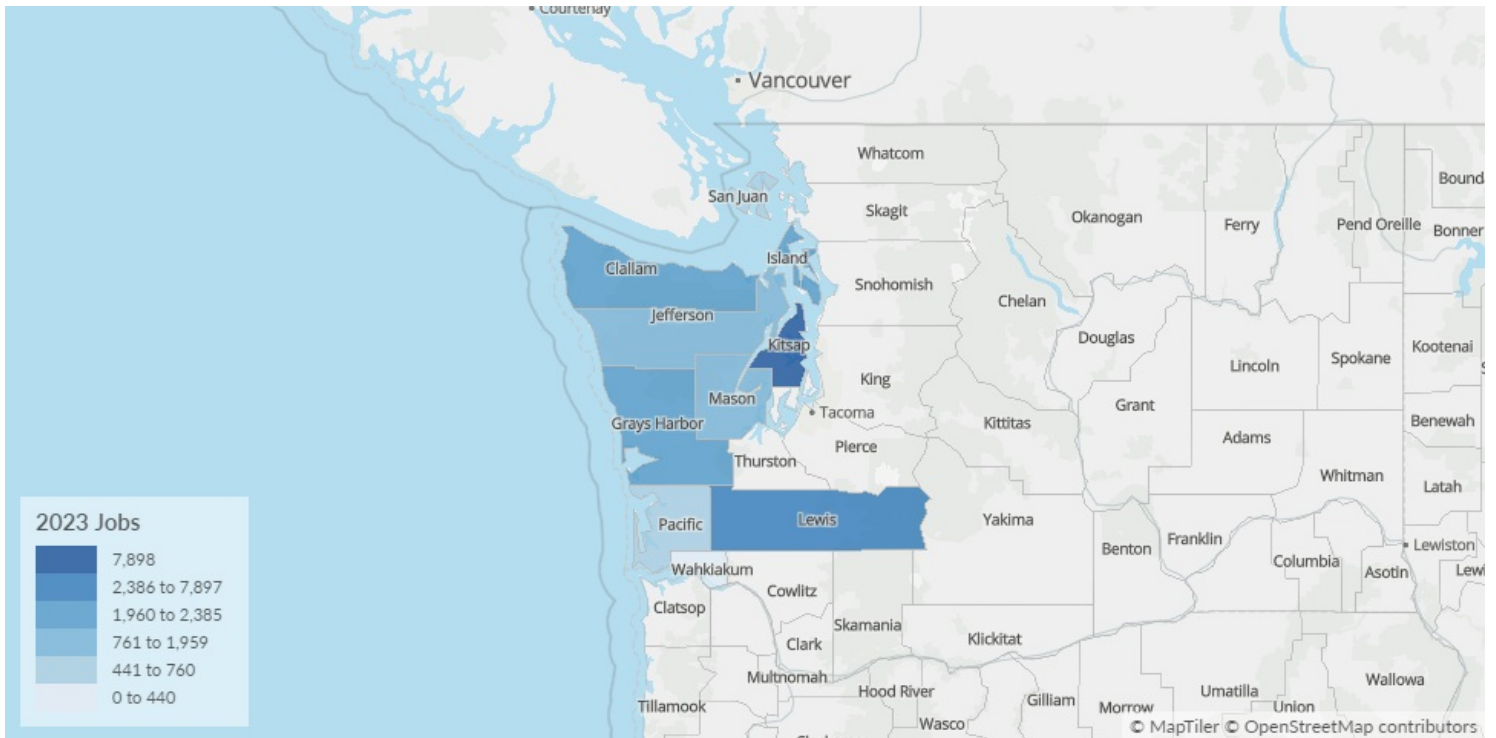 Courtenay
Vancouver
Whatcom
San Juan
Skagit
Okanogan
Ferry
Pend Oreille
Bound
Bonner
Clallam
Island
Snohomish
Chelan
Jefferson
Kitsap
Douglas
Lincoln
Spokane
Kootenai
King
Mason
Tacoma
Grant
Grays Harbor
Kittitas
Adams
Benewah
Thurston
Pierce
Whitman
Latah
Pacific
Lewis
Yakima
Benton
Franklin
Lewiston
Columbia
Asotin
Lewi
Wahkiakum
Cowlitz
Clatsop
Skamania
Clark
Klickitat
Multnomah
Hood River
Gilliam
Umatilla
Wallowa
Tillamook
Wasco
Morrow
Union
2023 Jobs
7,898
2,386 to 7,897
1,960 to 2,385
761 to 1,959
441 to 760
0 to 440
© MapTiler © OpenStreetMap contributors